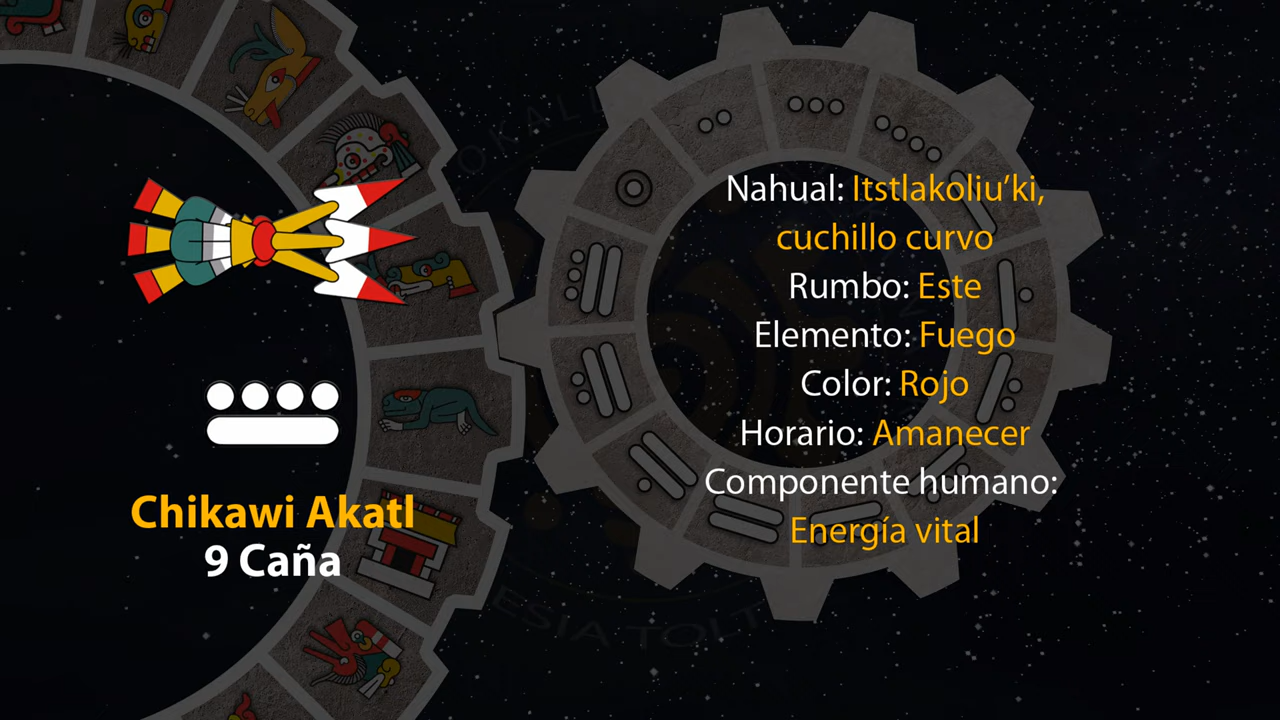 Chikawi Akatl
9 Caña
Nahual: Itstlakoliu’ki,
cuchillo curvo
Rumbo: Este
Elemento: Fuego
Color: Rojo
Horario: Amanecer
Componente humano:
Energía vital